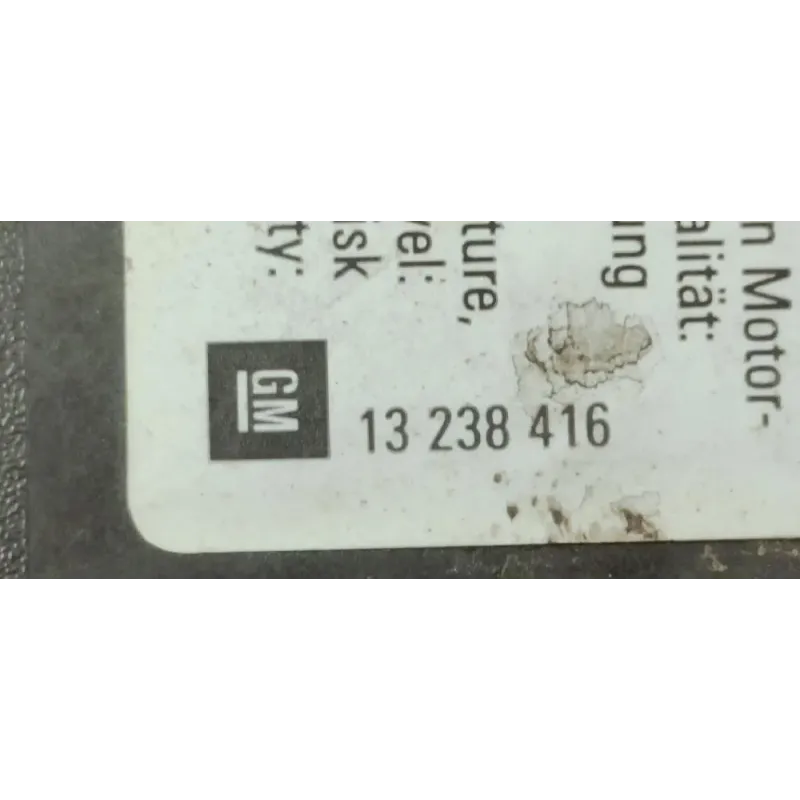 n Motor-
alität:
ung
ture,
vel:
isk
ty:
GM
13 238 416